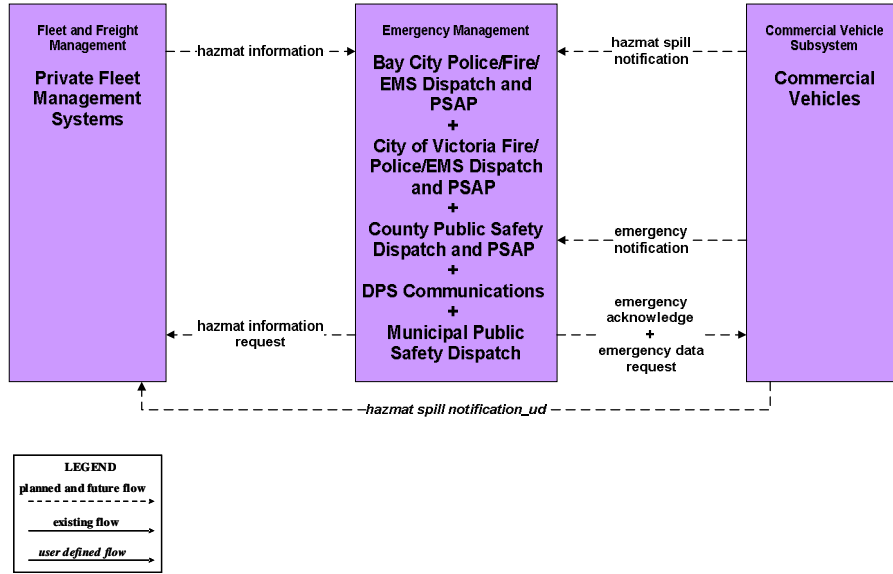 Fleet and Freight
Management
Private Fleet
Management
Systems
hazmat information
hazmat information
request
Emergency Management
Bay City Police/Fire/
EMS Dispatch and
PSAP
+
City of Victoria Fire/
Police/EMS Dispatch
and PSAP
+
County Public Safety
Dispatch and PSAP
+
DPS Communications
+
Municipal Public
Safety Dispatch
hazmat spill
notification
emergency
notification
emergency
acknowledge
+
emergency data
request
Commercial Vehicle
Subsystem
Commercial
Vehicles
hazmat spill notification_ud
LEGEND
planned and future flow
existing flow
user defined flow